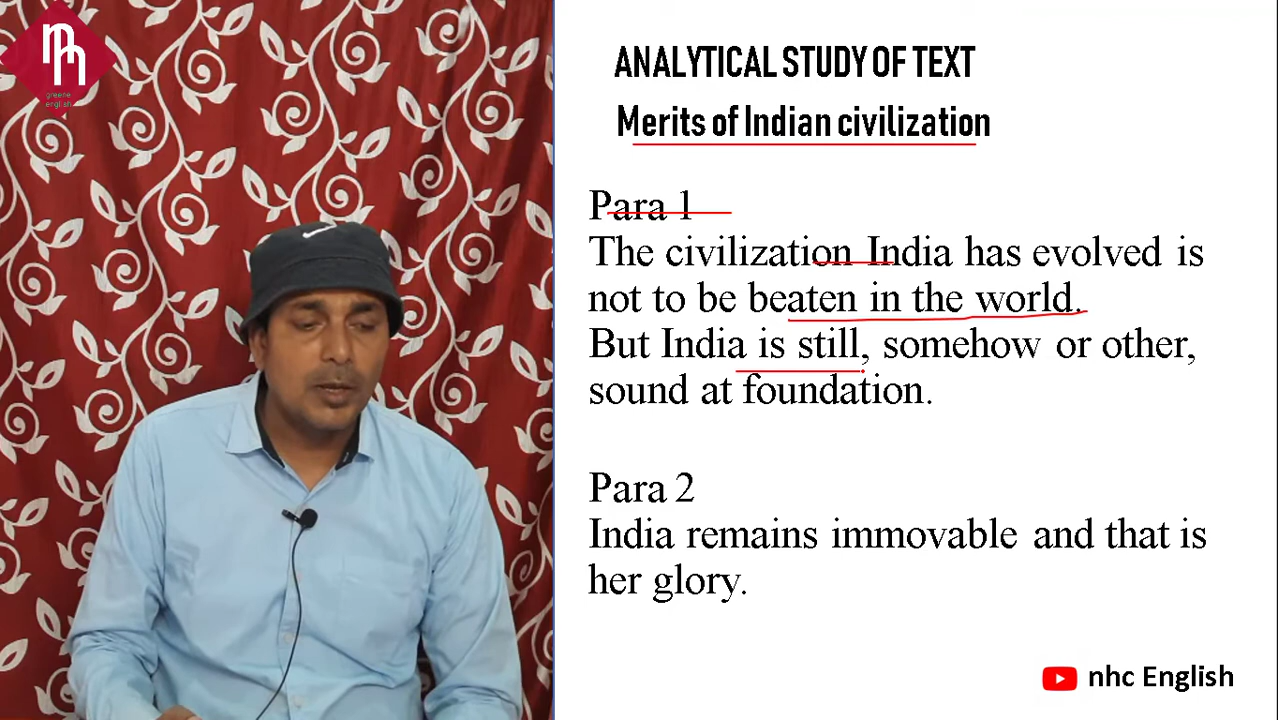 greene
english
ANALYTICAL STUDY OF TEXT
Merits of Indian civilization
Para 1
The civilization India has evolved is
not to be beaten in the world.
But India is still, somehow or other,
sound at foundation.
Para 2
India remains immovable and that is
her glory.
nhc English